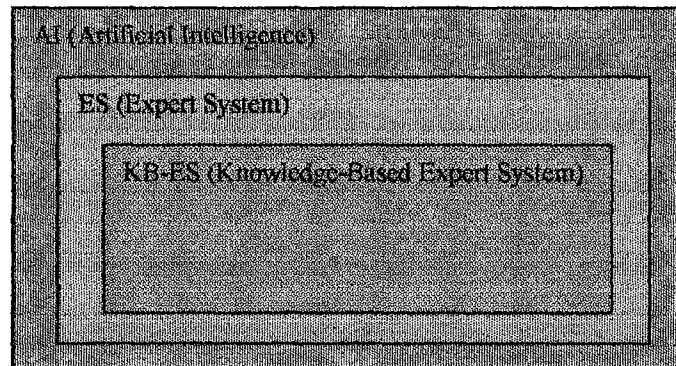 AI (Artificial Intelligence)
ES (Expert System)
KB-ES (Knowledge-Based Expert System)